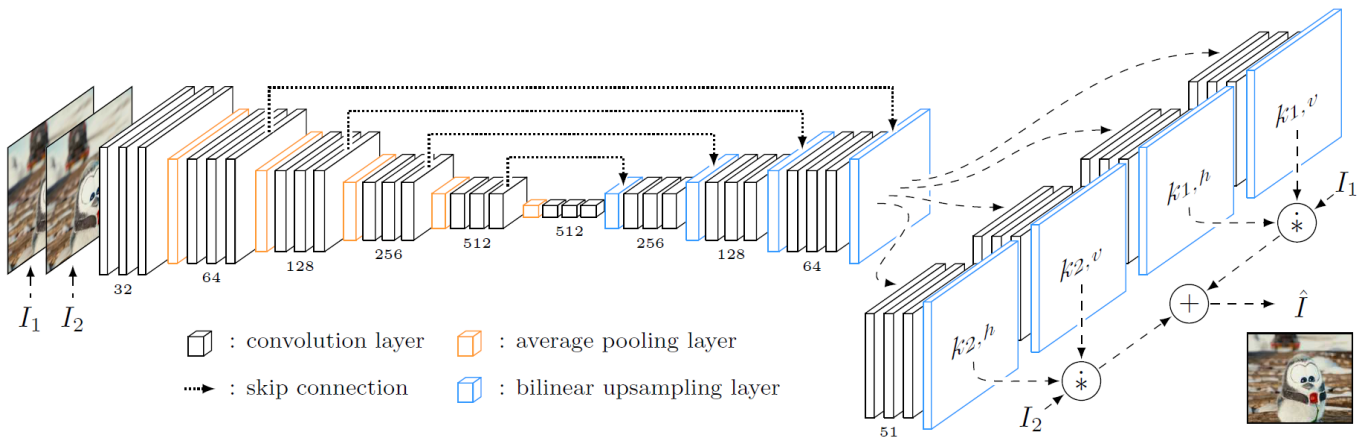 I₁ I₂
32
64
128
256
512
512
256
128
64
51
k₁,ᵥ
k₁,ₕ
k₂,ᵥ
k₂,ₕ
I₁
∗
+
Î
∗
I₂
: convolution layer
: average pooling layer
: skip connection
: bilinear upsampling layer